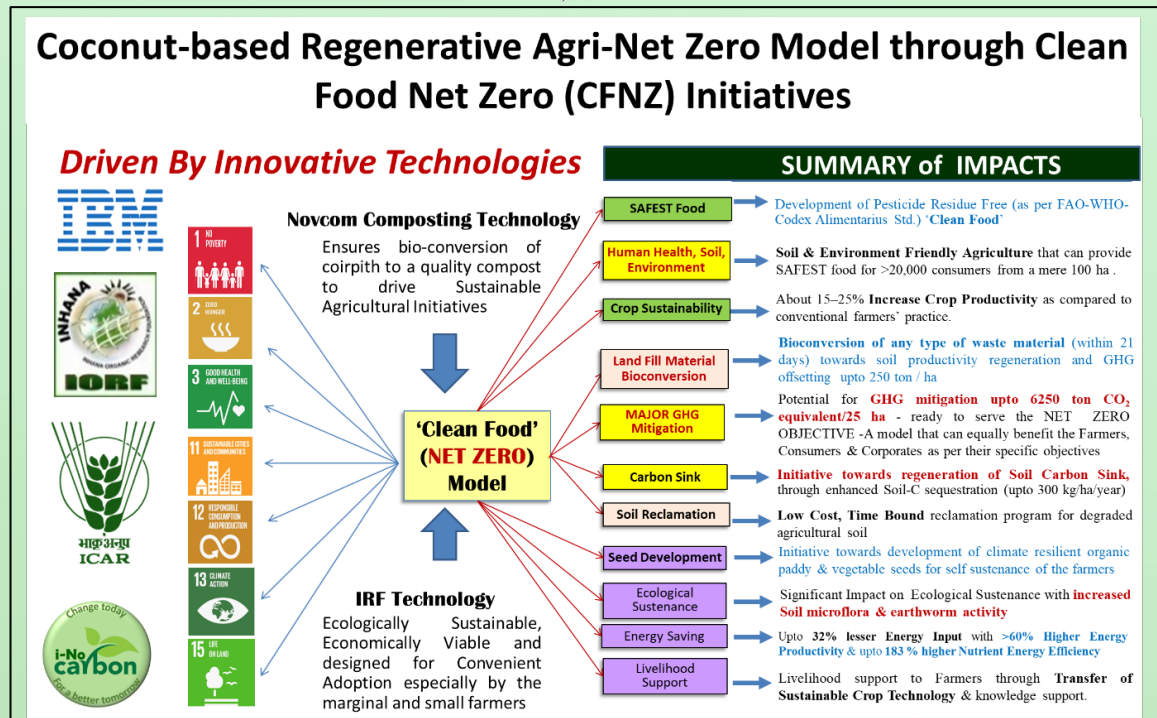 Coconut-based Regenerative Agri-Net Zero Model through Clean
Food Net Zero (CFNZ) Initiatives
Driven By Innovative Technologies
IBM
INHANA
IORF
भाकृअनुप
ICAR
Change today
i-No
carbon
For a better tomorrow
1 NO
POVERTY
2 ZERO
HUNGER
3 GOOD HEALTH
AND WELL-BEING
11 SUSTAINABLE CITIES
AND COMMUNITIES
12 RESPONSIBLE
CONSUMPTION
AND PRODUCTION
13 CLIMATE
ACTION
15 LIFE
ON LAND
Novcom Composting Technology
Ensures bio-conversion of
coirpith to a quality compost
to drive Sustainable
Agricultural Initiatives
'Clean Food'
(NET ZERO)
Model
IRF Technology
Ecologically Sustainable,
Economically Viable and
designed for Convenient
Adoption especially by the
marginal and small farmers
SUMMARY of IMPACTS
SAFEST Food
Development of Pesticide Residue Free (as per FAO-WHO-
Codex Alimentarius Std.) 'Clean Food'
Human Health, Soil,
Environment
Soil & Environment Friendly Agriculture that can provide
SAFEST food for >20,000 consumers from a mere 100 ha .
Crop Sustainability
About 15–25% Increase Crop Productivity as compared to
conventional farmers' practice.
Land Fill Material
Bioconversion
Bioconversion of any type of waste material (within 21
days) towards soil productivity regeneration and GHG
offsetting upto 250 ton / ha
MAJOR GHG
Mitigation
Potential for GHG mitigation upto 6250 ton CO₂
equivalent/25 ha - ready to serve the NET ZERO
OBJECTIVE -A model that can equally benefit the Farmers,
Consumers & Corporates as per their specific objectives
Carbon Sink
Initiative towards regeneration of Soil Carbon Sink,
through enhanced Soil-C sequestration (upto 300 kg/ha/year)
Soil Reclamation
Low Cost, Time Bound reclamation program for degraded
agricultural soil
Seed Development
Initiative towards development of climate resilient organic
paddy & vegetable seeds for self sustenance of the farmers
Ecological
Sustenance
Significant Impact on Ecological Sustenance with increased
Soil microflora & earthworm activity
Energy Saving
Upto 32% lesser Energy Input with >60% Higher Energy
Productivity & upto 183 % higher Nutrient Energy Efficiency
Livelihood
Support
Livelihood support to Farmers through Transfer of
Sustainable Crop Technology & knowledge support.